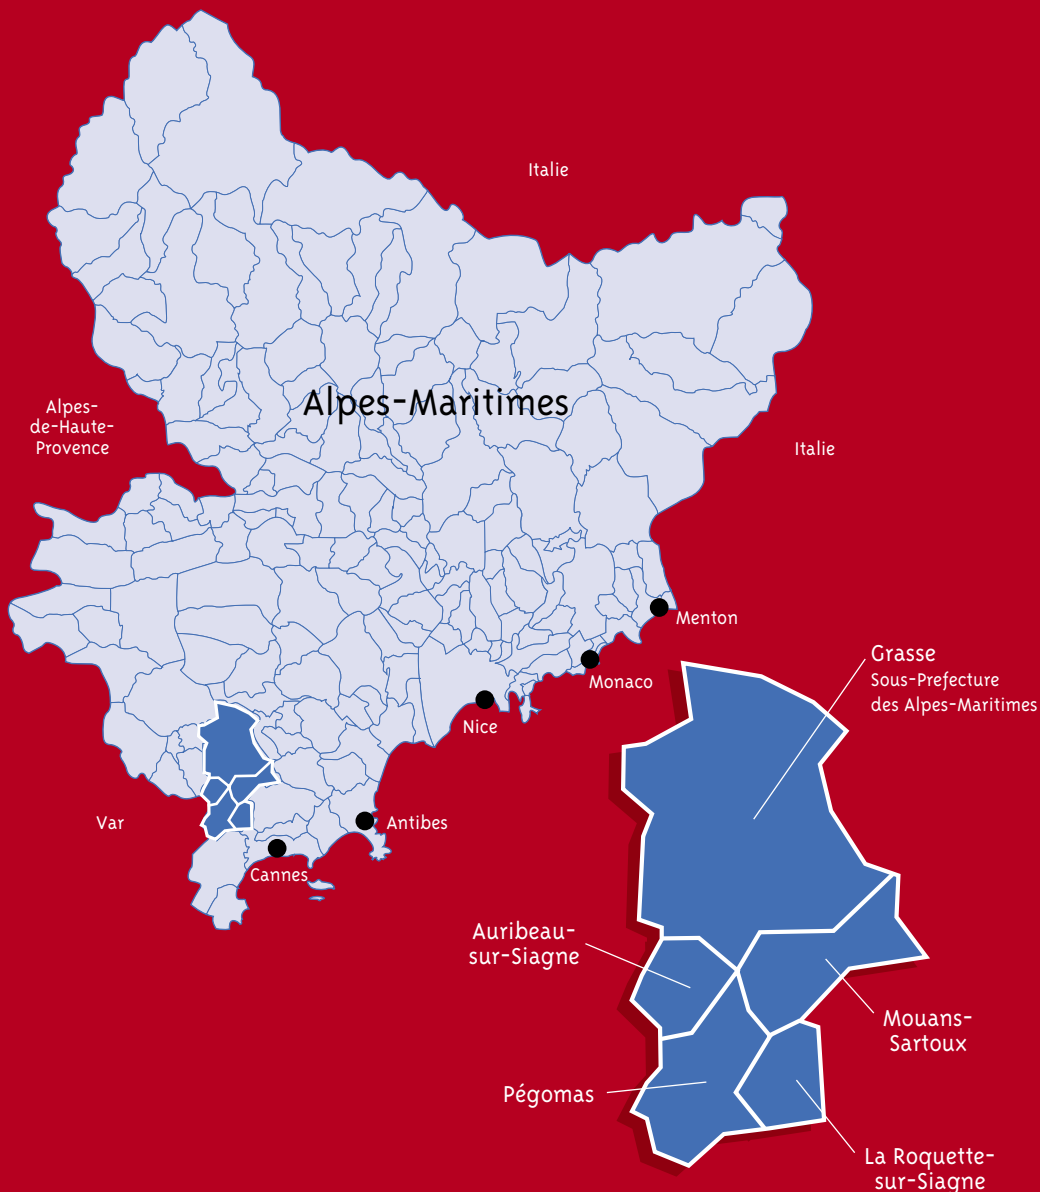 Italie
Alpes-Maritimes
Alpes-
de-Haute-
Provence
Italie
Menton
Monaco
Nice
Grasse
Sous-Prefecture
des Alpes-Maritimes
Var
Antibes
Cannes
Auribeau-
sur-Siagne
Mouans-
Sartoux
Pégomas
La Roquette-
sur-Siagne